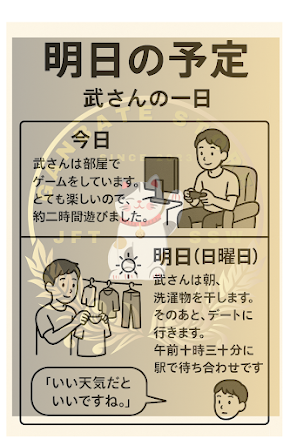 明日の予定
武さんの一日
今日
武さんは部屋で
ゲームをしています。
とても楽しいので、
約二時間遊びました。
明日(日曜日)
武さんは朝、
洗濯物を干します。
そのあと、デートに
行きます。
午前十時三十分に
駅で待ち合わせです
「いい天気だと
いいですね。」
JFT